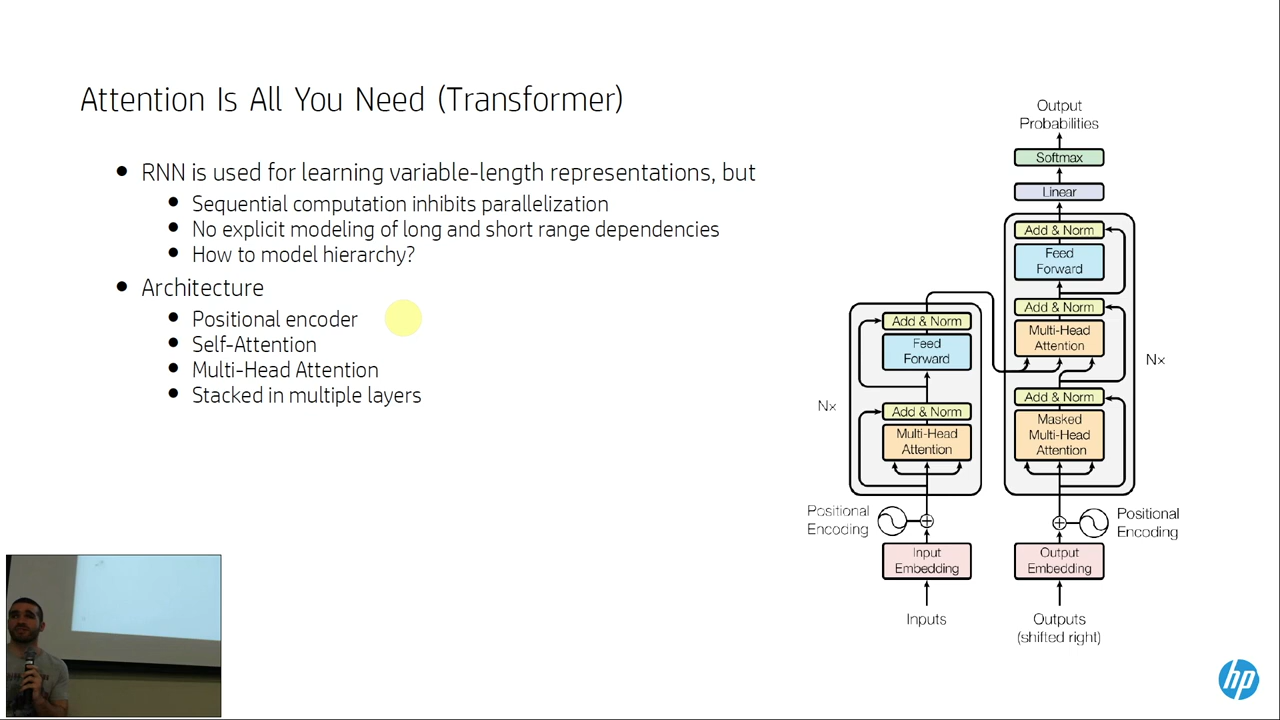 Attention Is All You Need (Transformer)
RNN is used for learning variable-length representations, but
Sequential computation inhibits parallelization
No explicit modeling of long and short range dependencies
How to model hierarchy?
Architecture
Positional encoder
Self-Attention
Multi-Head Attention
Stacked in multiple layers
Output
Probabilities
Softmax
Linear
Add & Norm
Feed
Forward
Add & Norm
Multi-Head
Attention
Add & Norm
Masked
Multi-Head
Attention
Nx
Positional
Encoding
Output
Embedding
Outputs
(shifted right)
Add & Norm
Feed
Forward
Add & Norm
Multi-Head
Attention
Nx
Positional
Encoding
Input
Embedding
Inputs
hp